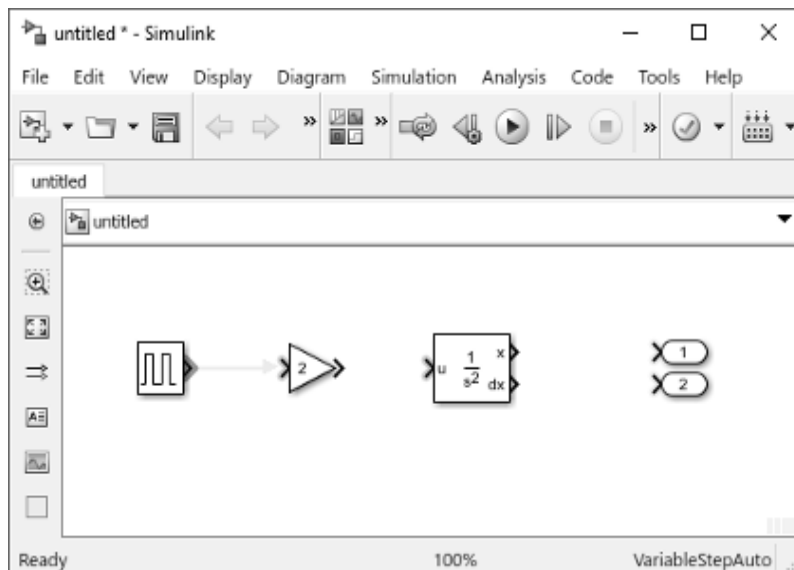 untitled * - Simulink
File Edit View Display Diagram Simulation Analysis Code Tools Help
untitled
untitled
2
u 1 s2 x dx
1
2
Ready 100% VariableStepAuto